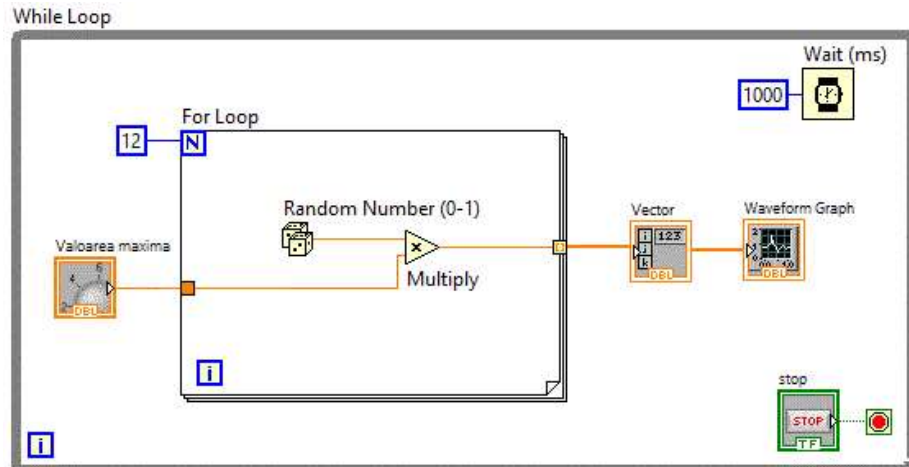 While Loop
Wait (ms)
1000
For Loop
12
N
Random Number (0-1)
Vector
Waveform Graph
Valoarea maxima
123
DBL
DBL
DBL
Multiply
i
stop
STOP
TF
i